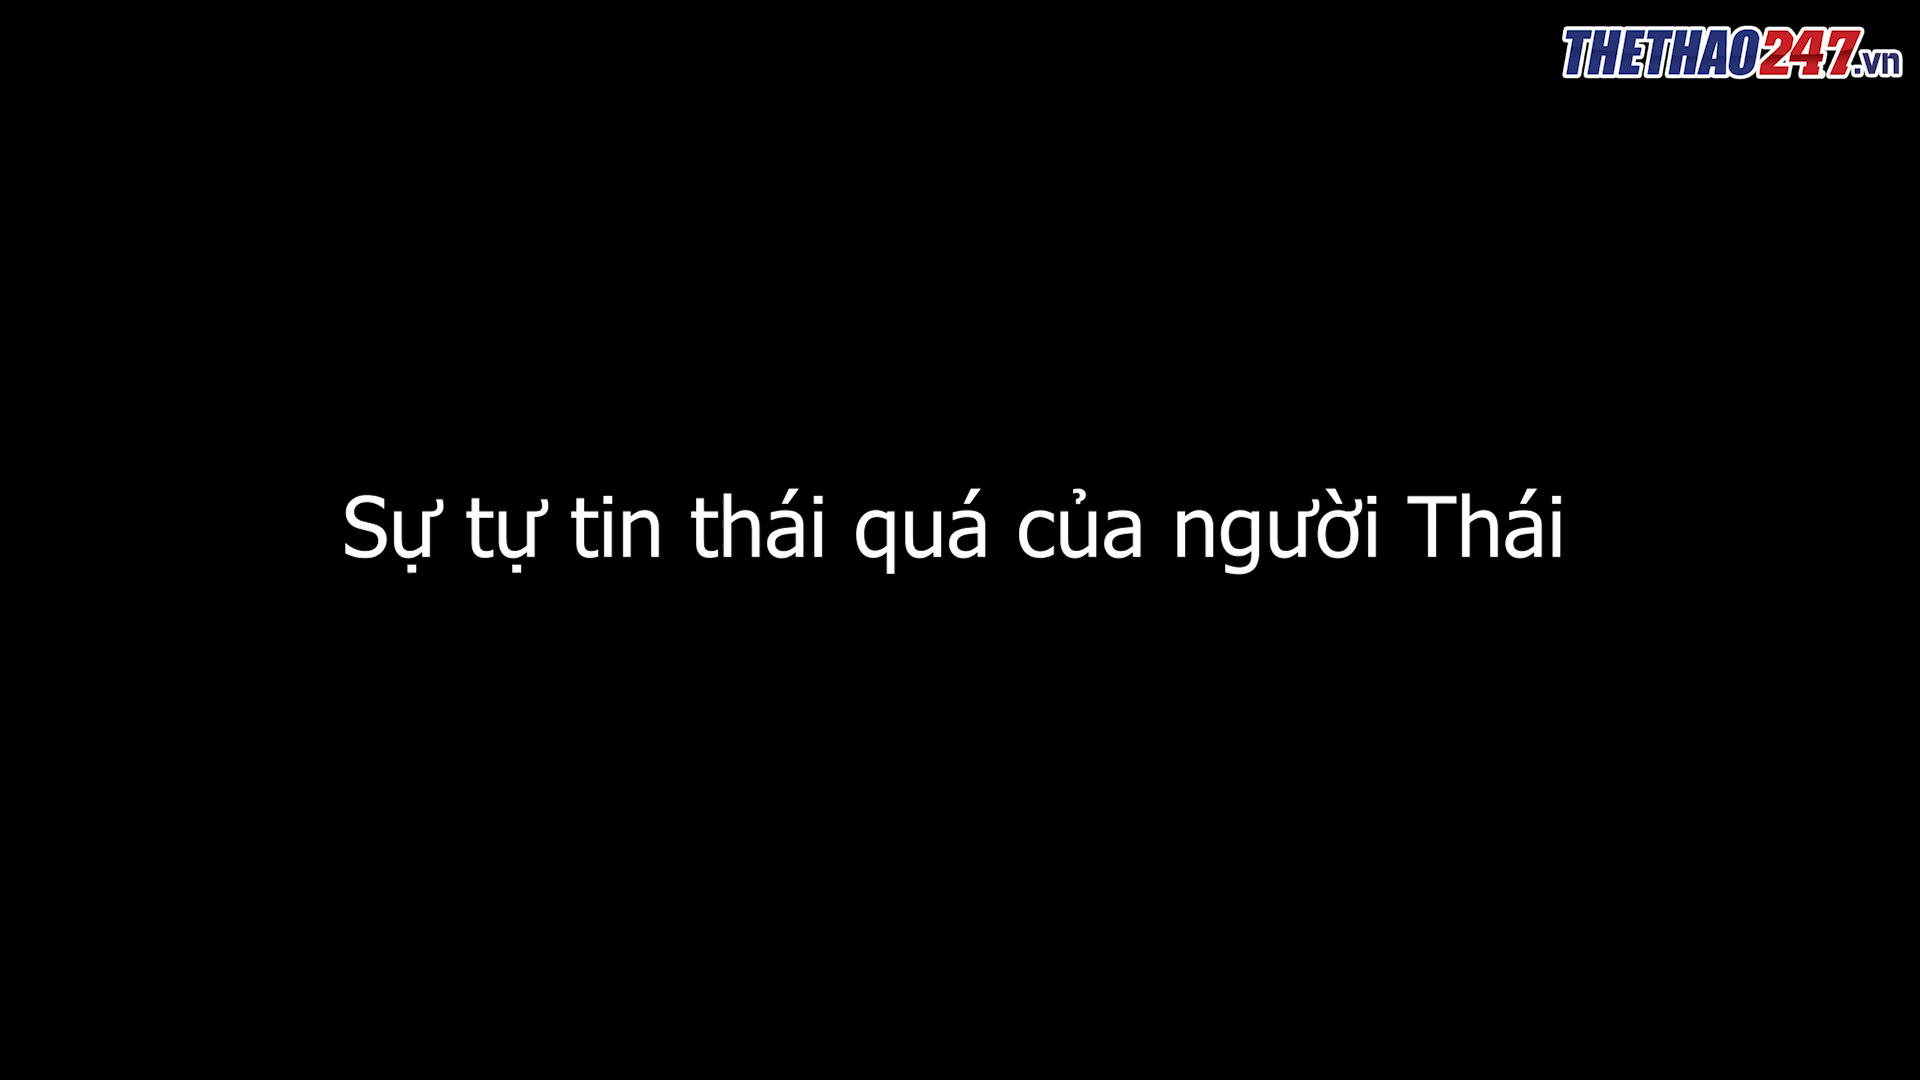 THETHAO247.vn
Sự tự tin thái quá của người Thái